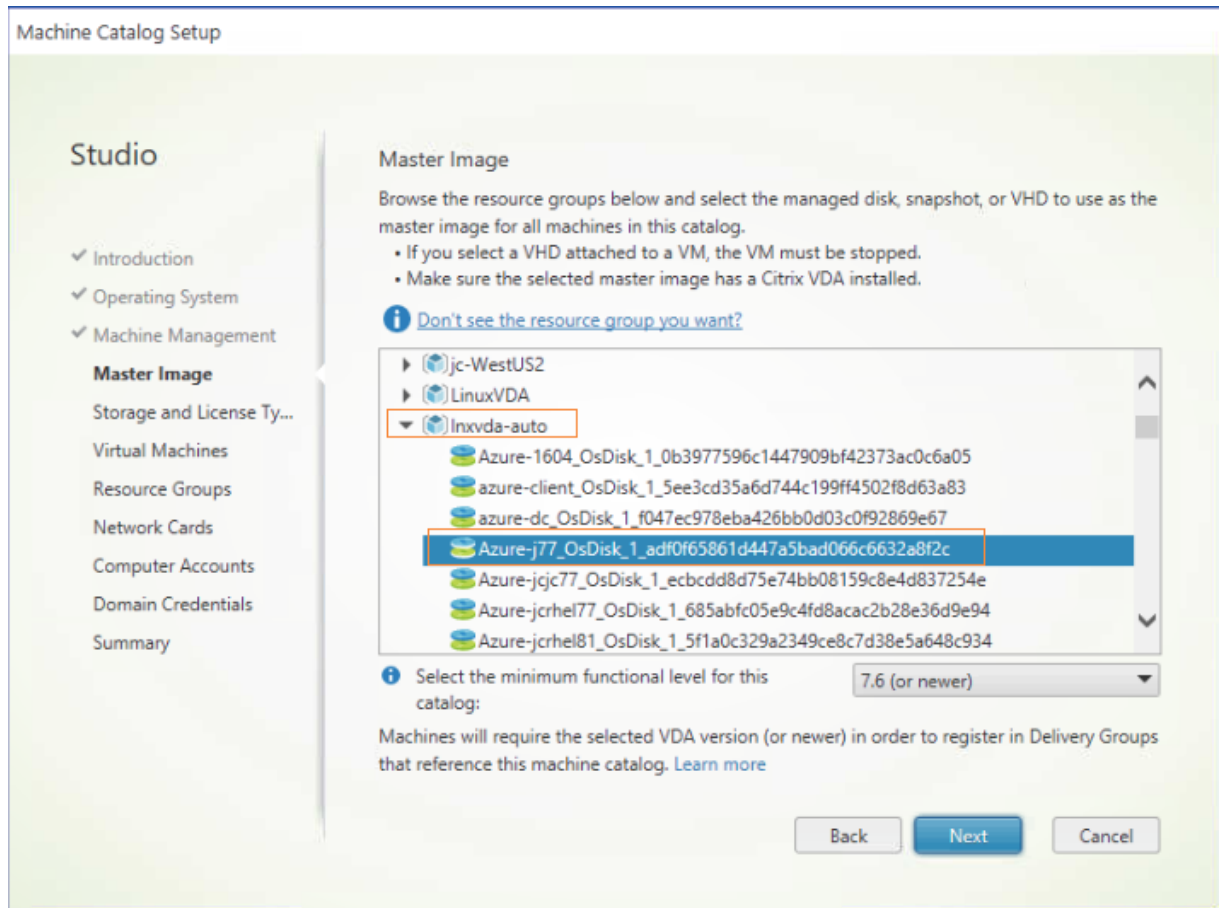 Machine Catalog Setup
Studio
Introduction
Operating System
Machine Management
Master Image
Storage and License Ty...
Virtual Machines
Resource Groups
Network Cards
Computer Accounts
Domain Credentials
Summary
Master Image
Browse the resource groups below and select the managed disk, snapshot, or VHD to use as the
master image for all machines in this catalog.
• If you select a VHD attached to a VM, the VM must be stopped.
• Make sure the selected master image has a Citrix VDA installed.
Don't see the resource group you want?
jc-WestUS2
LinuxVDA
lnxvda-auto
Azure-1604_OsDisk_1_0b3977596c1447909bf42373ac0c6a05
azure-client_OsDisk_1_5ee3cd35a6d744c199ff4502f8d63a83
azure-dc_OsDisk_1_f047ec978eba426bb0d03c0f92869e67
Azure-j77_OsDisk_1_adf0f65861d447a5bad066c6632a8f2c
Azure-jcjc77_OsDisk_1_ecbcdd8d75e74bb08159c8e4d837254e
Azure-jcrhel77_OsDisk_1_685abfc05e9c4fd8acac2b28e36d9e94
Azure-jcrhel81_OsDisk_1_5f1a0c329a2349ce8c7d38e5a648c934
Select the minimum functional level for this
catalog:
7.6 (or newer)
Machines will require the selected VDA version (or newer) in order to register in Delivery Groups
that reference this machine catalog. Learn more
Back
Next
Cancel